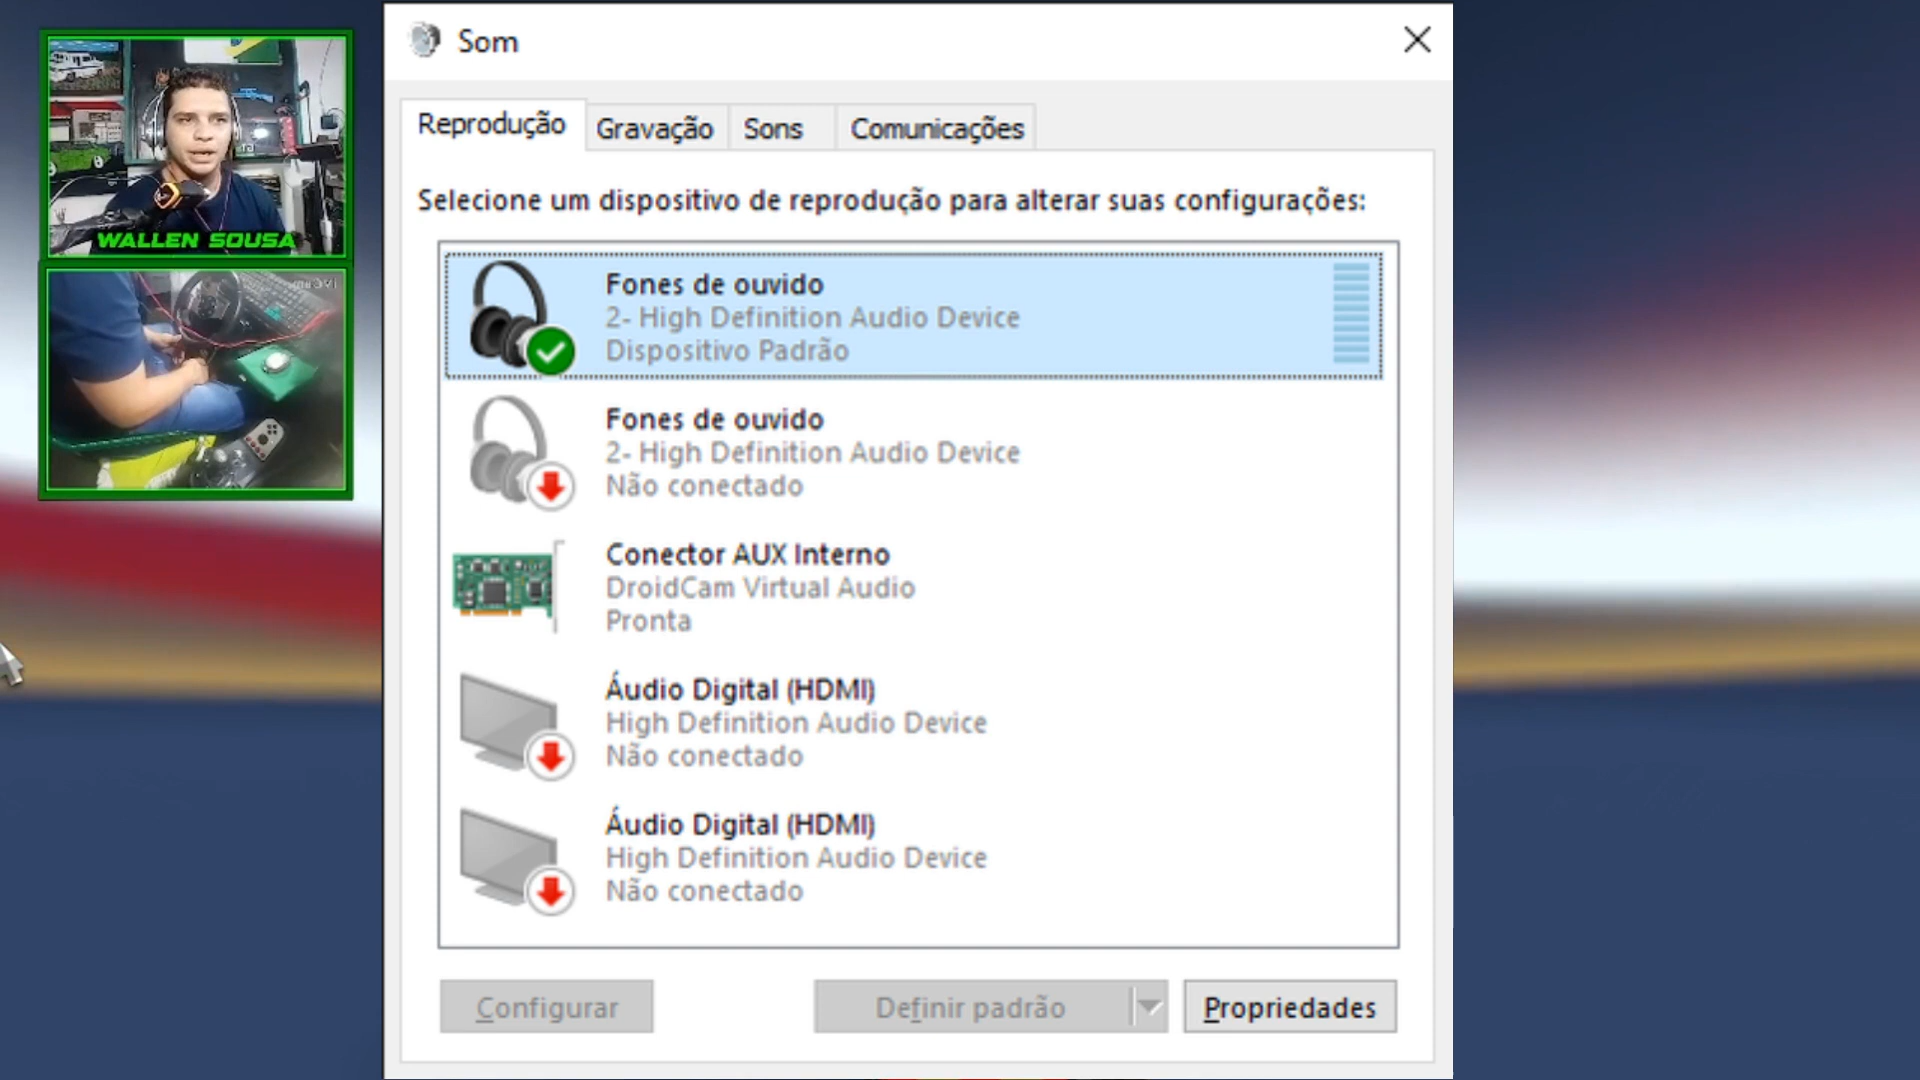 Som
Reprodução
Gravação
Sons
Comunicações
Selecione um dispositivo de reprodução para alterar suas configurações:
Fones de ouvido
2- High Definition Audio Device
Dispositivo Padrão
Fones de ouvido
2- High Definition Audio Device
Não conectado
Conector AUX Interno
DroidCam Virtual Audio
Pronta
Áudio Digital (HDMI)
High Definition Audio Device
Não conectado
Áudio Digital (HDMI)
High Definition Audio Device
Não conectado
Configurar
Definir padrão
Propriedades
WALLEN SOUSA